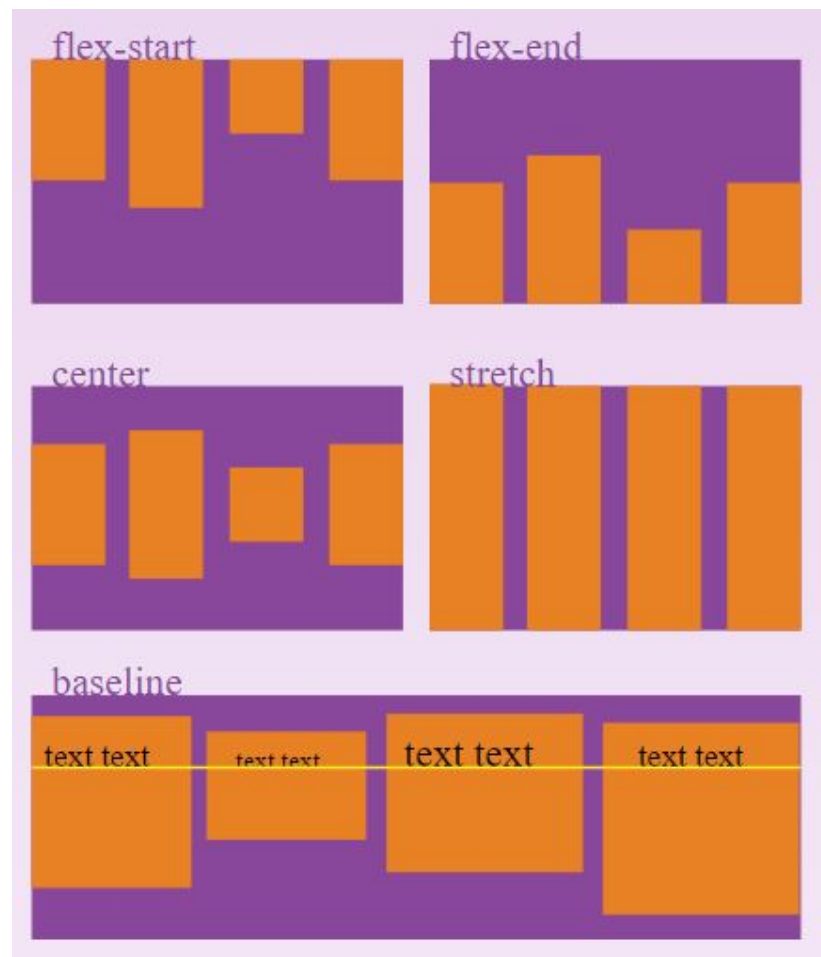 flex-start
flex-end
center
stretch
baseline
text text
text text
text text
text text